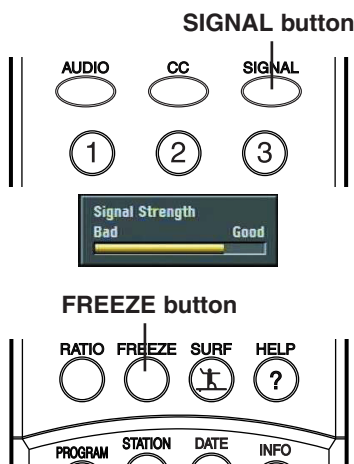 SIGNAL button
AUDIO CC SIGNAL
1 2 3
Signal Strength
Bad Good
FREEZE button
RATIO FREEZE SURF HELP
?
PROGRAM STATION DATE INFO